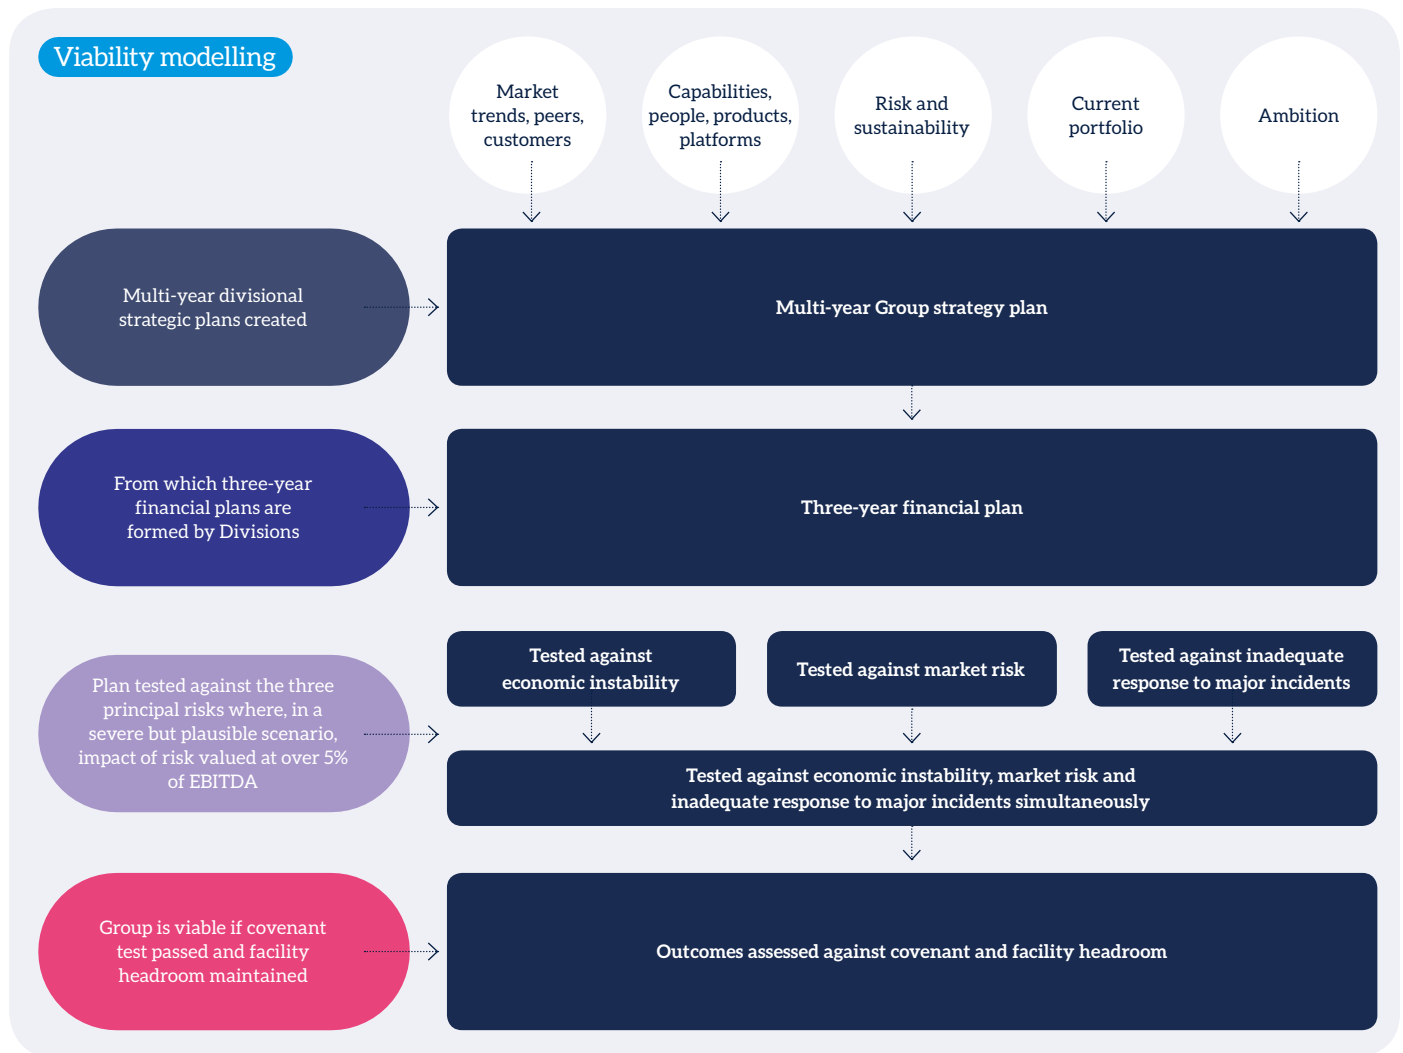 Viability modelling
Market
trends, peers,
customers
Capabilities,
people, products,
platforms
Risk and
sustainability
Current
portfolio
Ambition
Multi-year divisional
strategic plans created
Multi-year Group strategy plan
From which three-year
financial plans are
formed by Divisions
Three-year financial plan
Plan tested against the three
principal risks where, in a
severe but plausible scenario,
impact of risk valued at over 5%
of EBITDA
Tested against
economic instability
Tested against market risk
Tested against inadequate
response to major incidents
Tested against economic instability, market risk and
inadequate response to major incidents simultaneously
Group is viable if covenant
test passed and facility
headroom maintained
Outcomes assessed against covenant and facility headroom